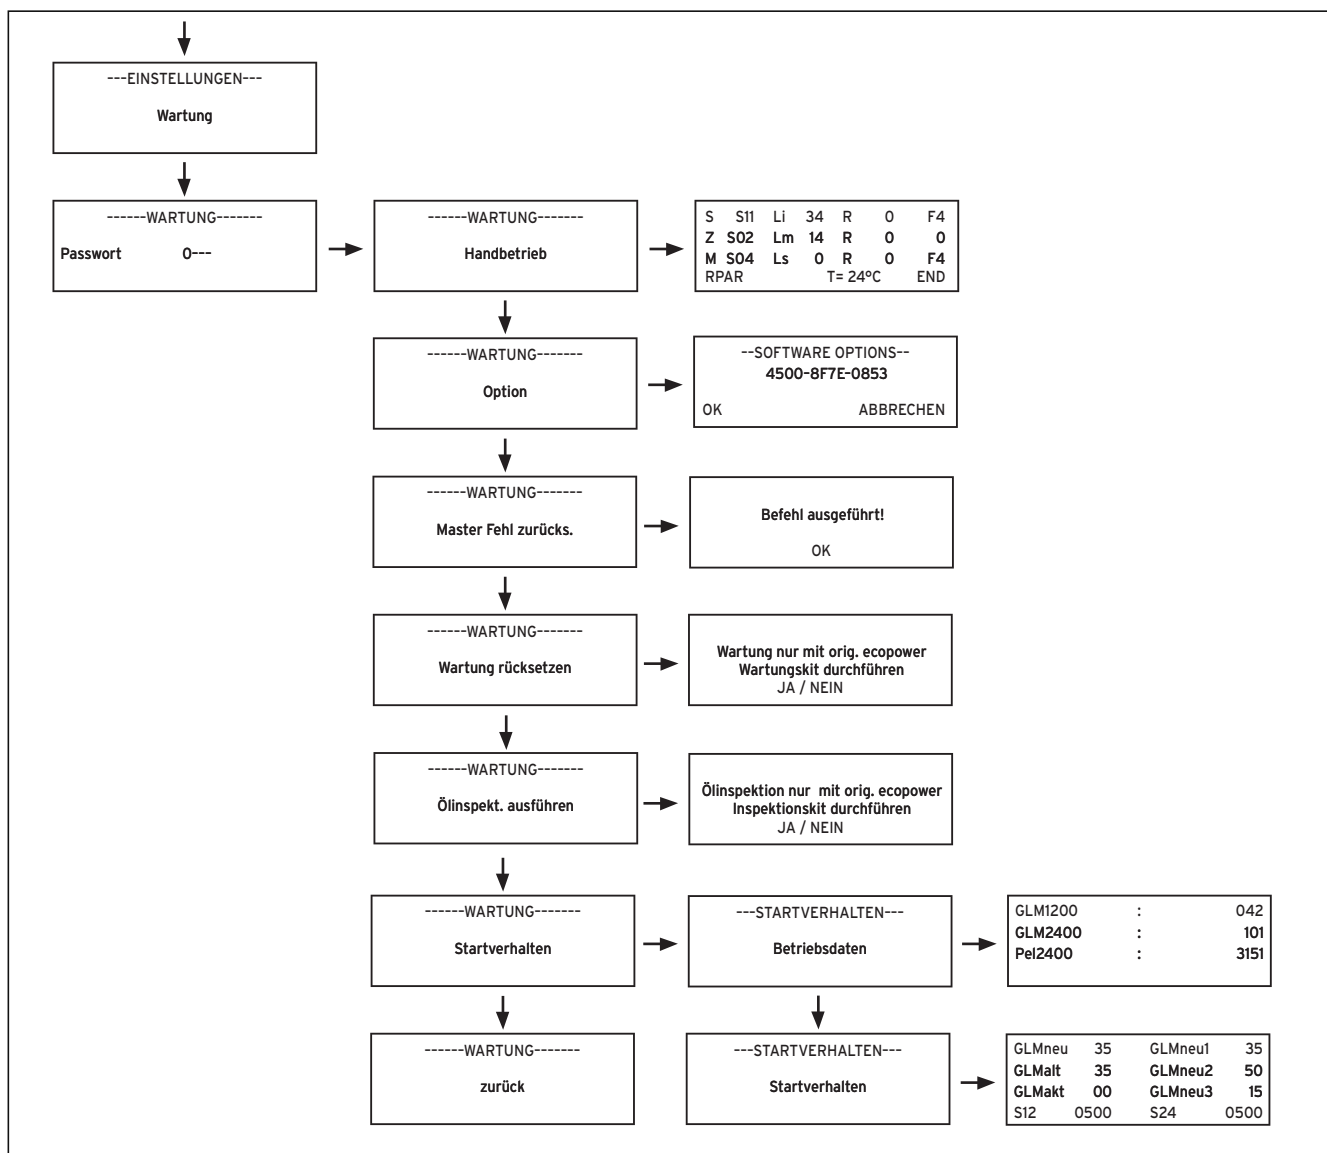 ---EINSTELLUNGEN---
Wartung
------WARTUNG-------
Passwort 0---
------WARTUNG-------
Handbetrieb
S S11 Li 34 R 0 F4
Z S02 Lm 14 R 0 0
M S04 Ls 0 R 0 F4
RPAR T= 24°C END
------WARTUNG-------
Option
--SOFTWARE OPTIONS--
4500-8F7E-0853
OK ABBRECHEN
------WARTUNG-------
Master Fehl zurücks.
Befehl ausgeführt!
OK
------WARTUNG-------
Wartung rücksetzen
Wartung nur mit orig. ecopower
Wartungskit durchführen
JA / NEIN
------WARTUNG-------
Ölinspekt. ausführen
Ölinspektion nur mit orig. ecopower
Inspektionskit durchführen
JA / NEIN
------WARTUNG-------
Startverhalten
---STARTVERHALTEN---
Betriebsdaten
GLM1200 : 042
GLM2400 : 101
Pel2400 : 3151
------WARTUNG-------
zurück
---STARTVERHALTEN---
Startverhalten
GLMneu 35 GLMneu1 35
GLMalt 35 GLMneu2 50
GLMakt 00 GLMneu3 15
S12 0500 S24 0500